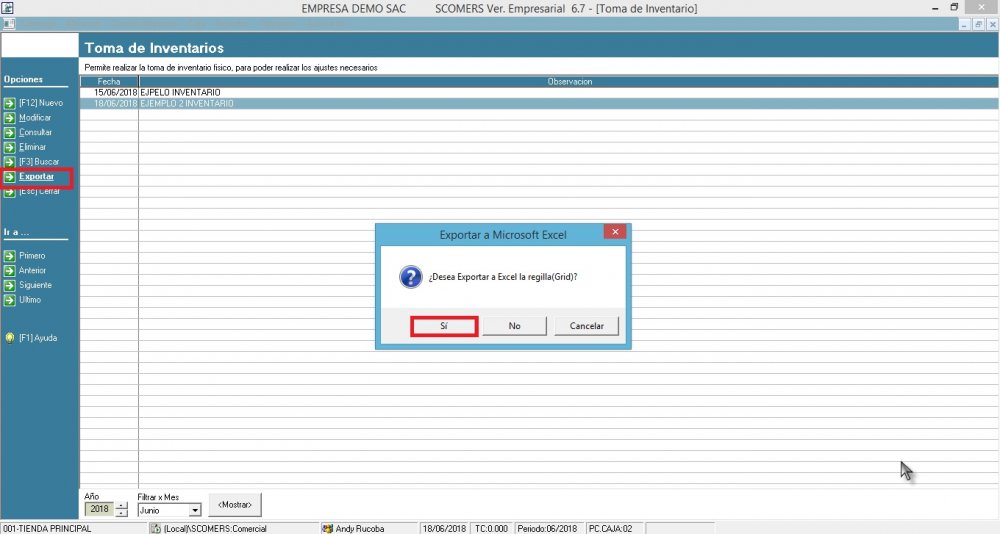 EMPRESA DEMO SAC SCOMERS Ver. Empresarial 6.7 - [Toma de Inventario]
Toma de Inventarios
Permite realizar la toma de inventario fisico, para poder realizar los ajustes necesarios
Opciones
Fecha Observacion
15/06/2018 EJPELO INVENTARIO
18/06/2018 EJEMPLO 2 INVENTARIO
[F12] Nuevo
Modificar
Consultar
Eliminar
[F3] Buscar
Exportar
[Esc] Cerrar
Ir a ...
Primero
Anterior
Siguiente
Ultimo
[F1] Ayuda
Exportar a Microsoft Excel
¿Desea Exportar a Excel la regilla(Grid)?
Sí No Cancelar
Año Filtrar x Mes
2018 Junio <Mostrar>
001-TIENDA PRINCIPAL (Local)\SCOMERS:Comercial Andy Rucoba 18/06/2018 TC:0.000 Periodo:06/2018 PC.CAJA:02